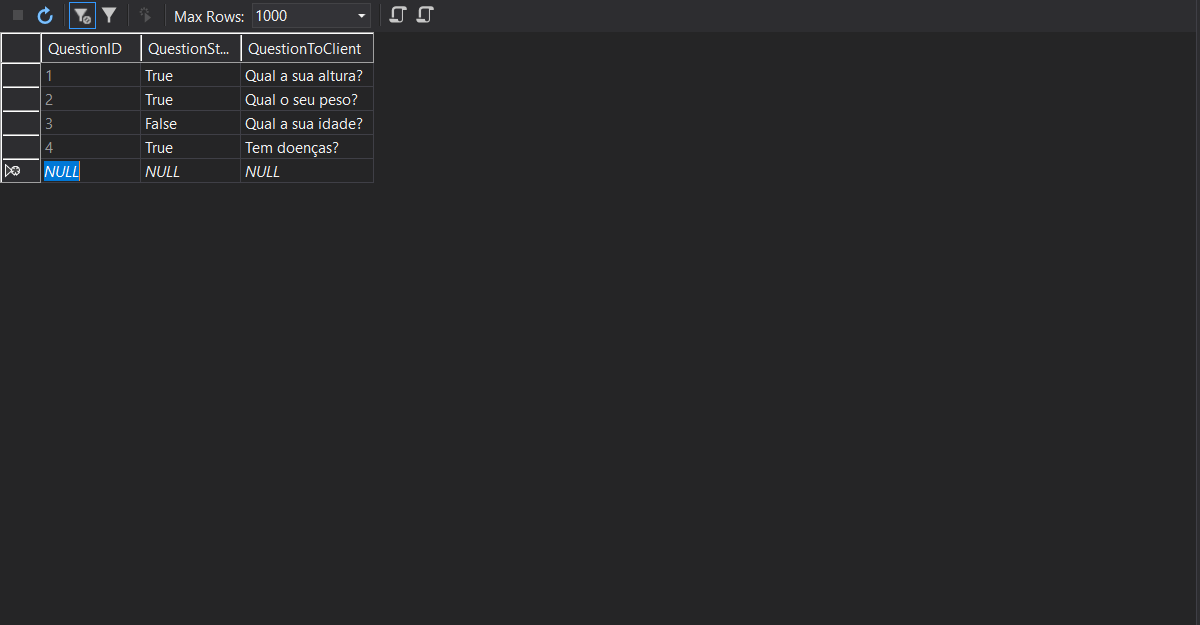 Max Rows: 1000
QuestionID QuestionSt... QuestionToClient
1 True Qual a sua altura?
2 True Qual o seu peso?
3 False Qual a sua idade?
4 True Tem doenças?
NULL NULL NULL